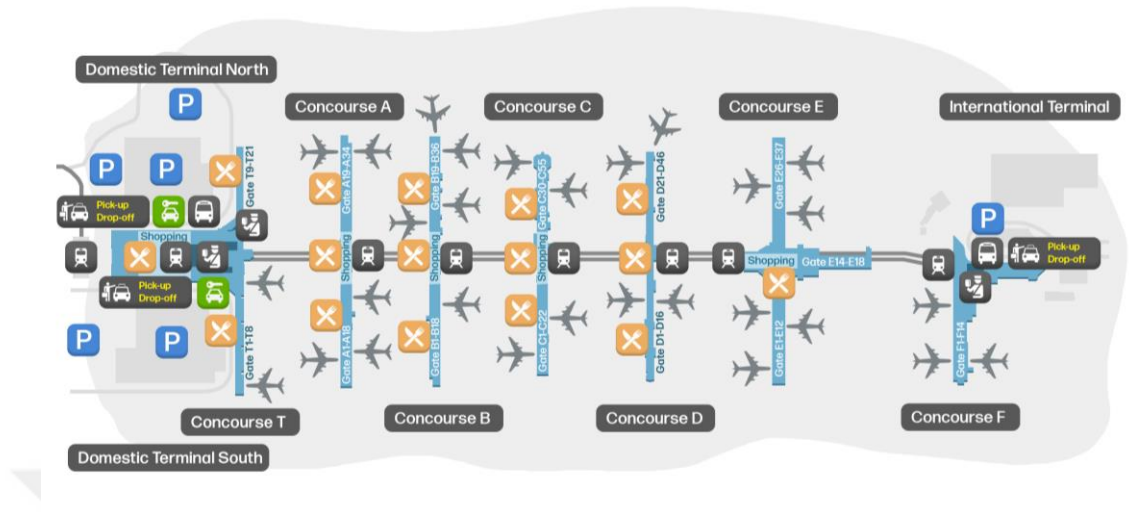 Domestic Terminal North
Concourse A
Concourse C
Concourse E
International Terminal
P
P
P
Gate T9-T21
Gate A19-A34
Gate B19-B36
Gate C30-C55
Gate D21-D46
Gate E26-E37
P
Pick-up
Drop-off
Shopping
Shopping
Shopping
Shopping
Shopping
Gate E14-E18
Pick-up
Drop-off
Pick-up
Drop-off
P
P
Gate T1-T8
Gate A1-A18
Gate B1-B18
Gate C1-C22
Gate D1-D16
Gate E1-E12
Gate F1-F14
Concourse T
Concourse B
Concourse D
Concourse F
Domestic Terminal South